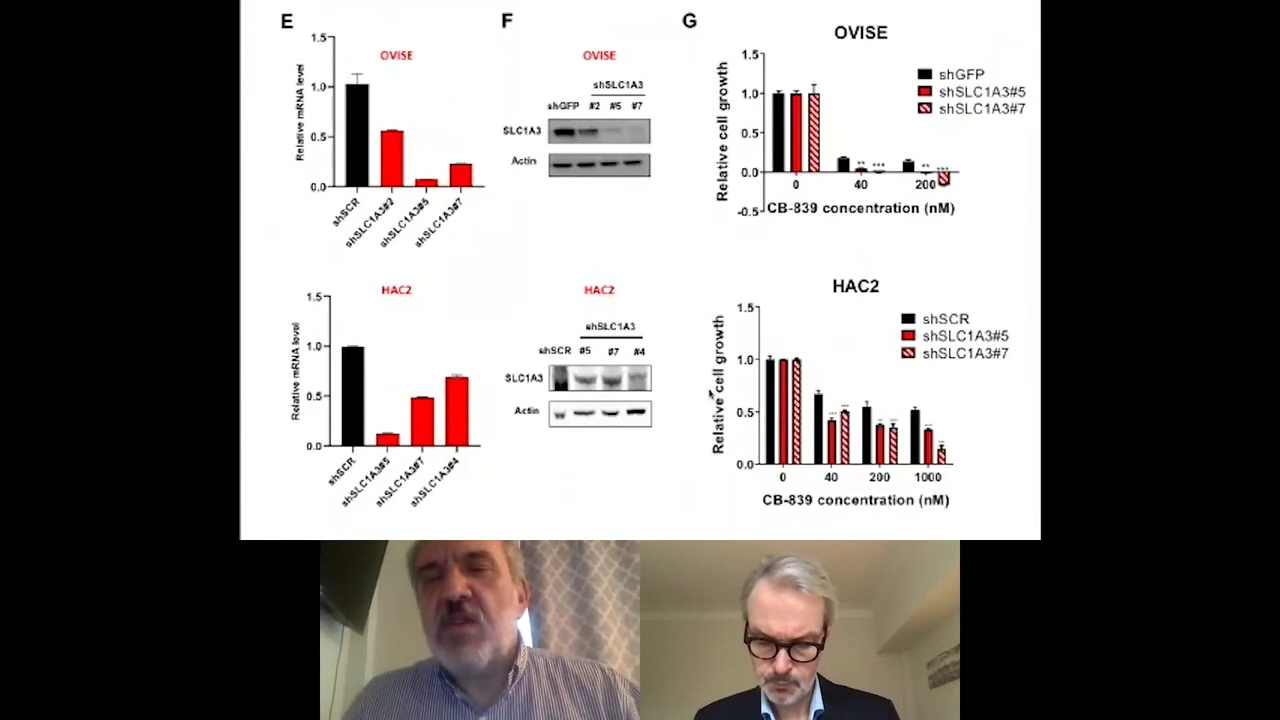 E
OVISE
Relative mRNA level
1.5
1.0
0.5
0.0
shSCR
shSLC1A3#2
shSLC1A3#5
shSLC1A3#7
F
OVISE
shSLC1A3
shGFP #2 #5 #7
SLC1A3
Actin
G
OVISE
shGFP
shSLC1A3#5
shSLC1A3#7
Relative cell growth
1.5
1.0
0.5
0.0
-0.5
** *** ** ***
0 40 200
CB-839 concentration (nM)
HAC2
Relative mRNA level
1.5
1.0
0.5
0.0
shSCR
shSLC1A3#5
shSLC1A3#7
shSLC1A3#4
HAC2
shSLC1A3
shSCR #5 #7 #4
SLC1A3
Actin
HAC2
shSCR
shSLC1A3#5
shSLC1A3#7
Relative cell growth
1.5
1.0
0.5
0.0
0 40 200 1000
CB-839 concentration (nM)